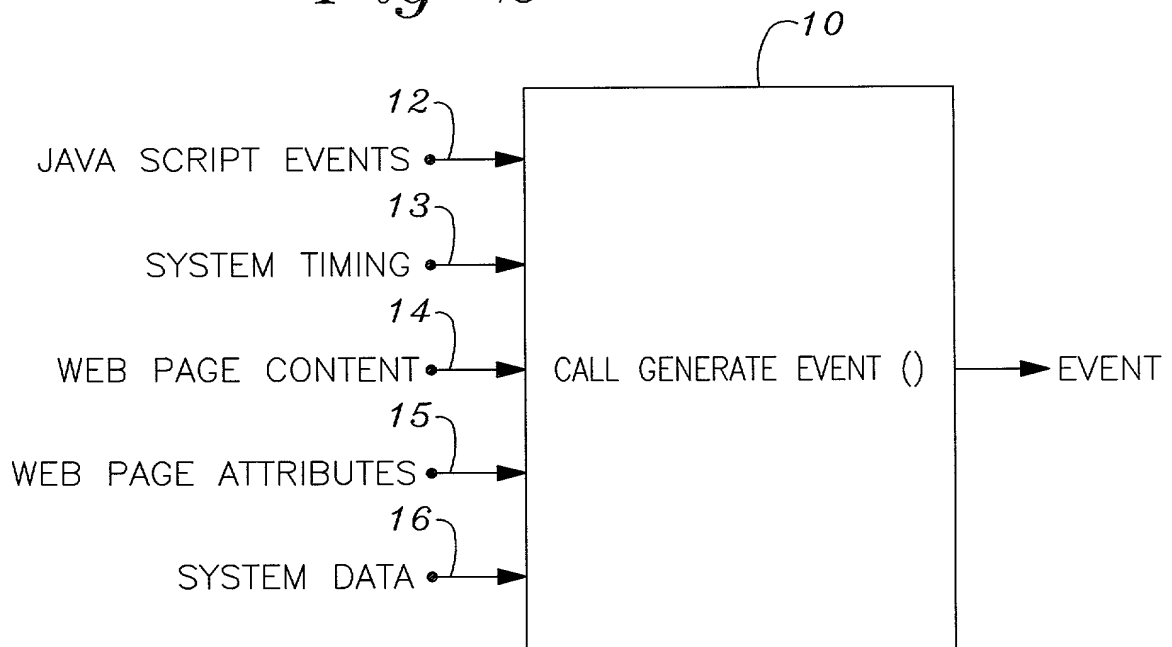 10
12
JAVA SCRIPT EVENTS
13
SYSTEM TIMING
14
WEB PAGE CONTENT
CALL GENERATE EVENT ()
EVENT
15
WEB PAGE ATTRIBUTES
16
SYSTEM DATA